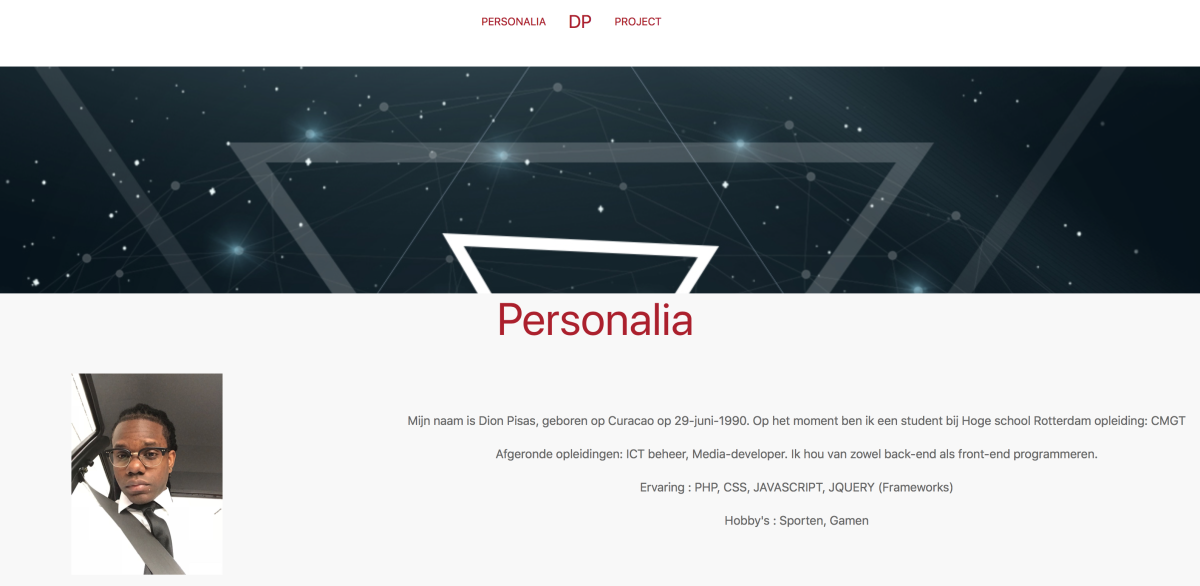 PERSONALIA DP PROJECT
Personalia
Mijn naam is Dion Pisas, geboren op Curacao op 29-juni-1990. Op het moment ben ik een student bij Hoge school Rotterdam opleiding: CMGT
Afgeronde opleidingen: ICT beheer, Media-developer. Ik hou van zowel back-end als front-end programmeren.
Ervaring : PHP, CSS, JAVASCRIPT, JQUERY (Frameworks)
Hobby's : Sporten, Gamen